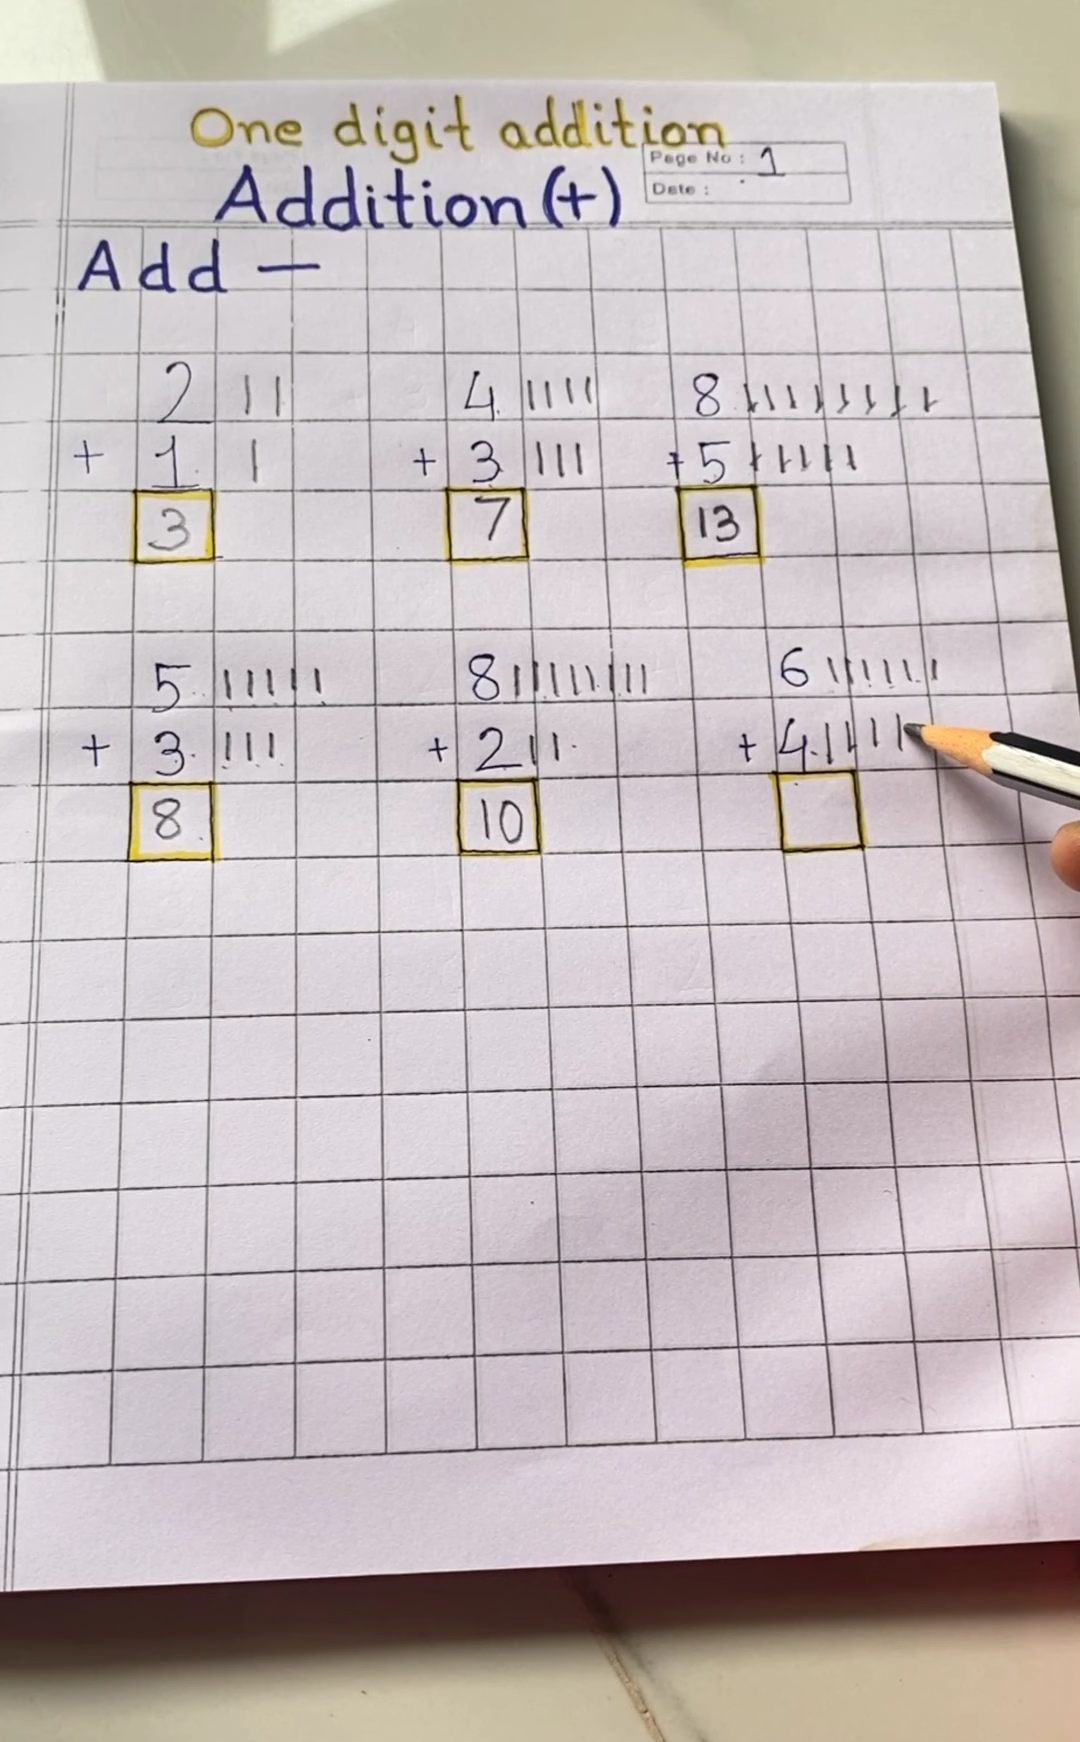 One digit addition
Page No : 1
Addition (+)
Date :
Add —
2 || 4 |||| 8 ||||||||
+ 1 | + 3 ||| + 5 |||||
3 7 13
5 ||||| 8 |||||||| 6 ||||||
+ 3 ||| + 2 || + 4 ||||
8 10